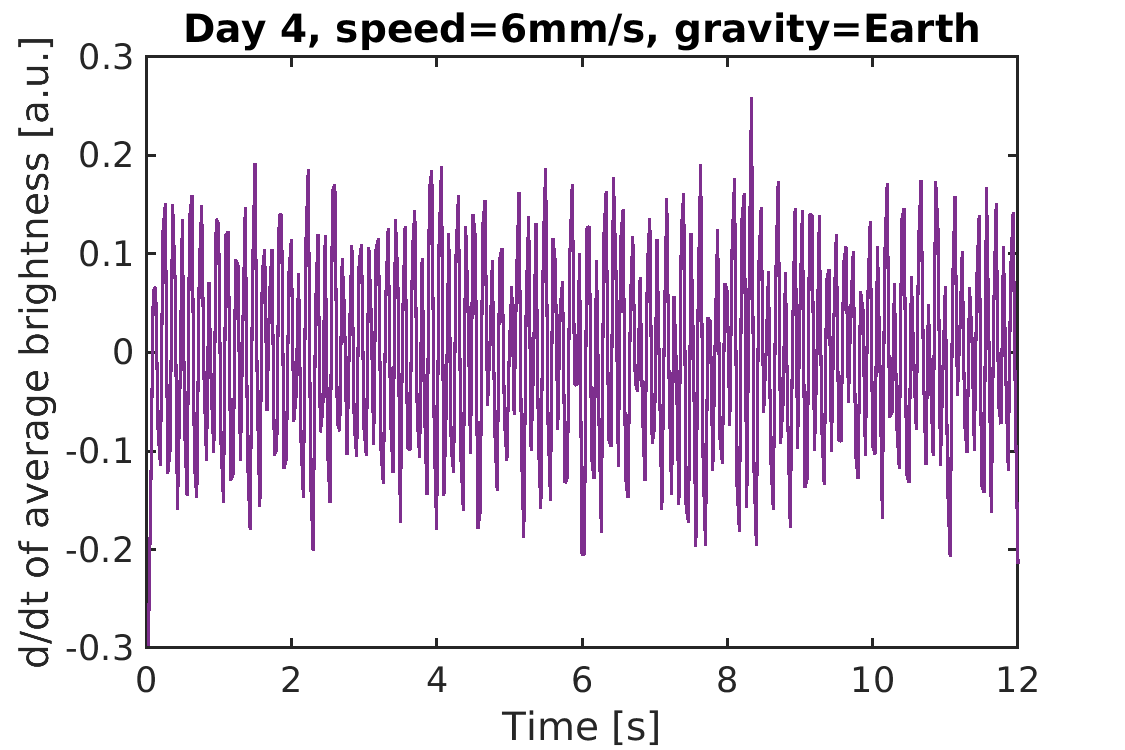 Day 4, speed=6mm/s, gravity=Earth
d/dt of average brightness [a.u.]
0.3
0.2
0.1
0
-0.1
-0.2
-0.3
0 2 4 6 8 10 12
Time [s]